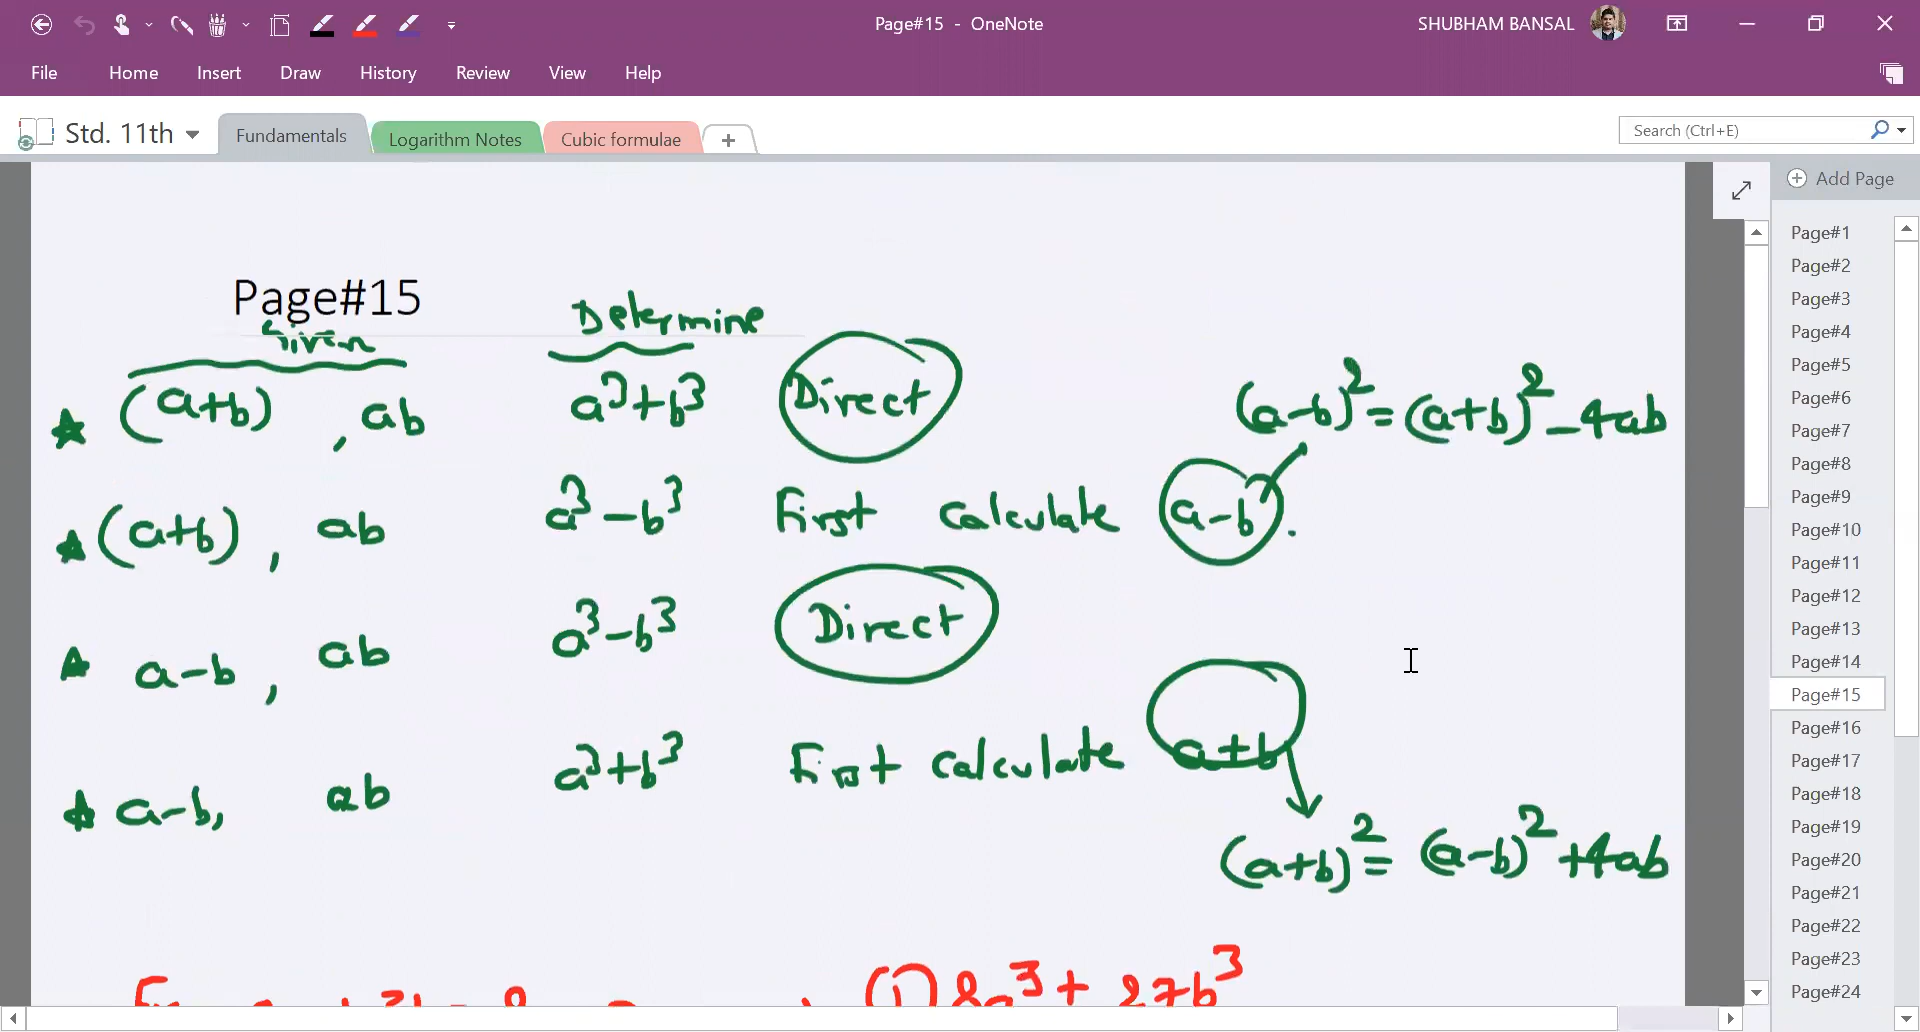 Page#15 - OneNote
SHUBHAM BANSAL
File Home Insert Draw History Review View Help
Std. 11th Fundamentals Logarithm Notes Cubic formulae +
Search (Ctrl+E)
Add Page
Page#15
Given Determine
(a+b) , ab a³+b³ Direct (a-b)²=(a+b)²-4ab
(a+b) , ab a³-b³ First calculate a-b.
a-b , ab a³-b³ Direct
a-b, ab a³+b³ First calculate a+b
(a+b)²= (a-b)²+4ab
(i) 8a³+ 27b³
Page#1
Page#2
Page#3
Page#4
Page#5
Page#6
Page#7
Page#8
Page#9
Page#10
Page#11
Page#12
Page#13
Page#14
Page#15
Page#16
Page#17
Page#18
Page#19
Page#20
Page#21
Page#22
Page#23
Page#24